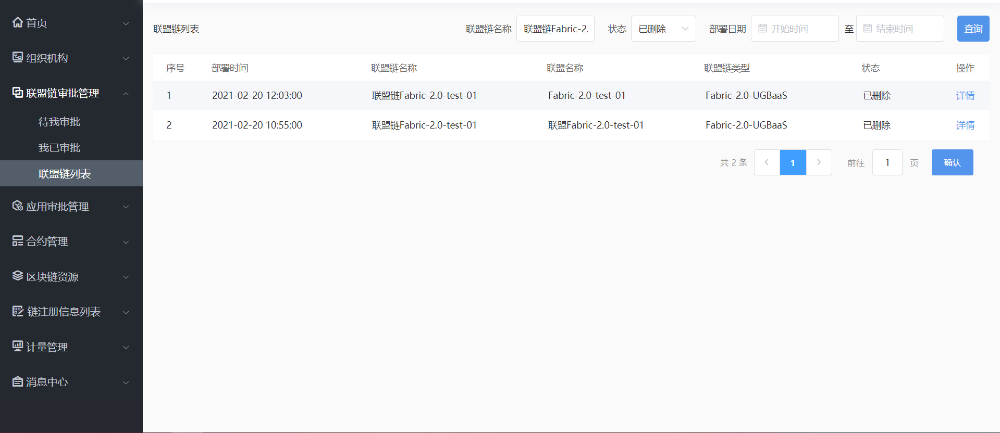 首页
组织机构
联盟链审批管理
待我审批
我已审批
联盟链列表
应用审批管理
合约管理
区块链资源
链注册信息列表
计量管理
消息中心
联盟链列表 联盟链名称 联盟链Fabric-2. 状态 已删除 部署日期 开始时间 至 结束时间 查询
序号 部署时间 联盟链名称 联盟名称 联盟链类型 状态 操作
1 2021-02-20 12:03:00 联盟链Fabric-2.0-test-01 Fabric-2.0-test-01 Fabric-2.0-UGBaaS 已删除 详情
2 2021-02-20 10:55:00 联盟链Fabric-2.0-test-01 联盟Fabric-2.0-test-01 Fabric-2.0-UGBaaS 已删除 详情
共 2 条 1 前往 1 页 确认